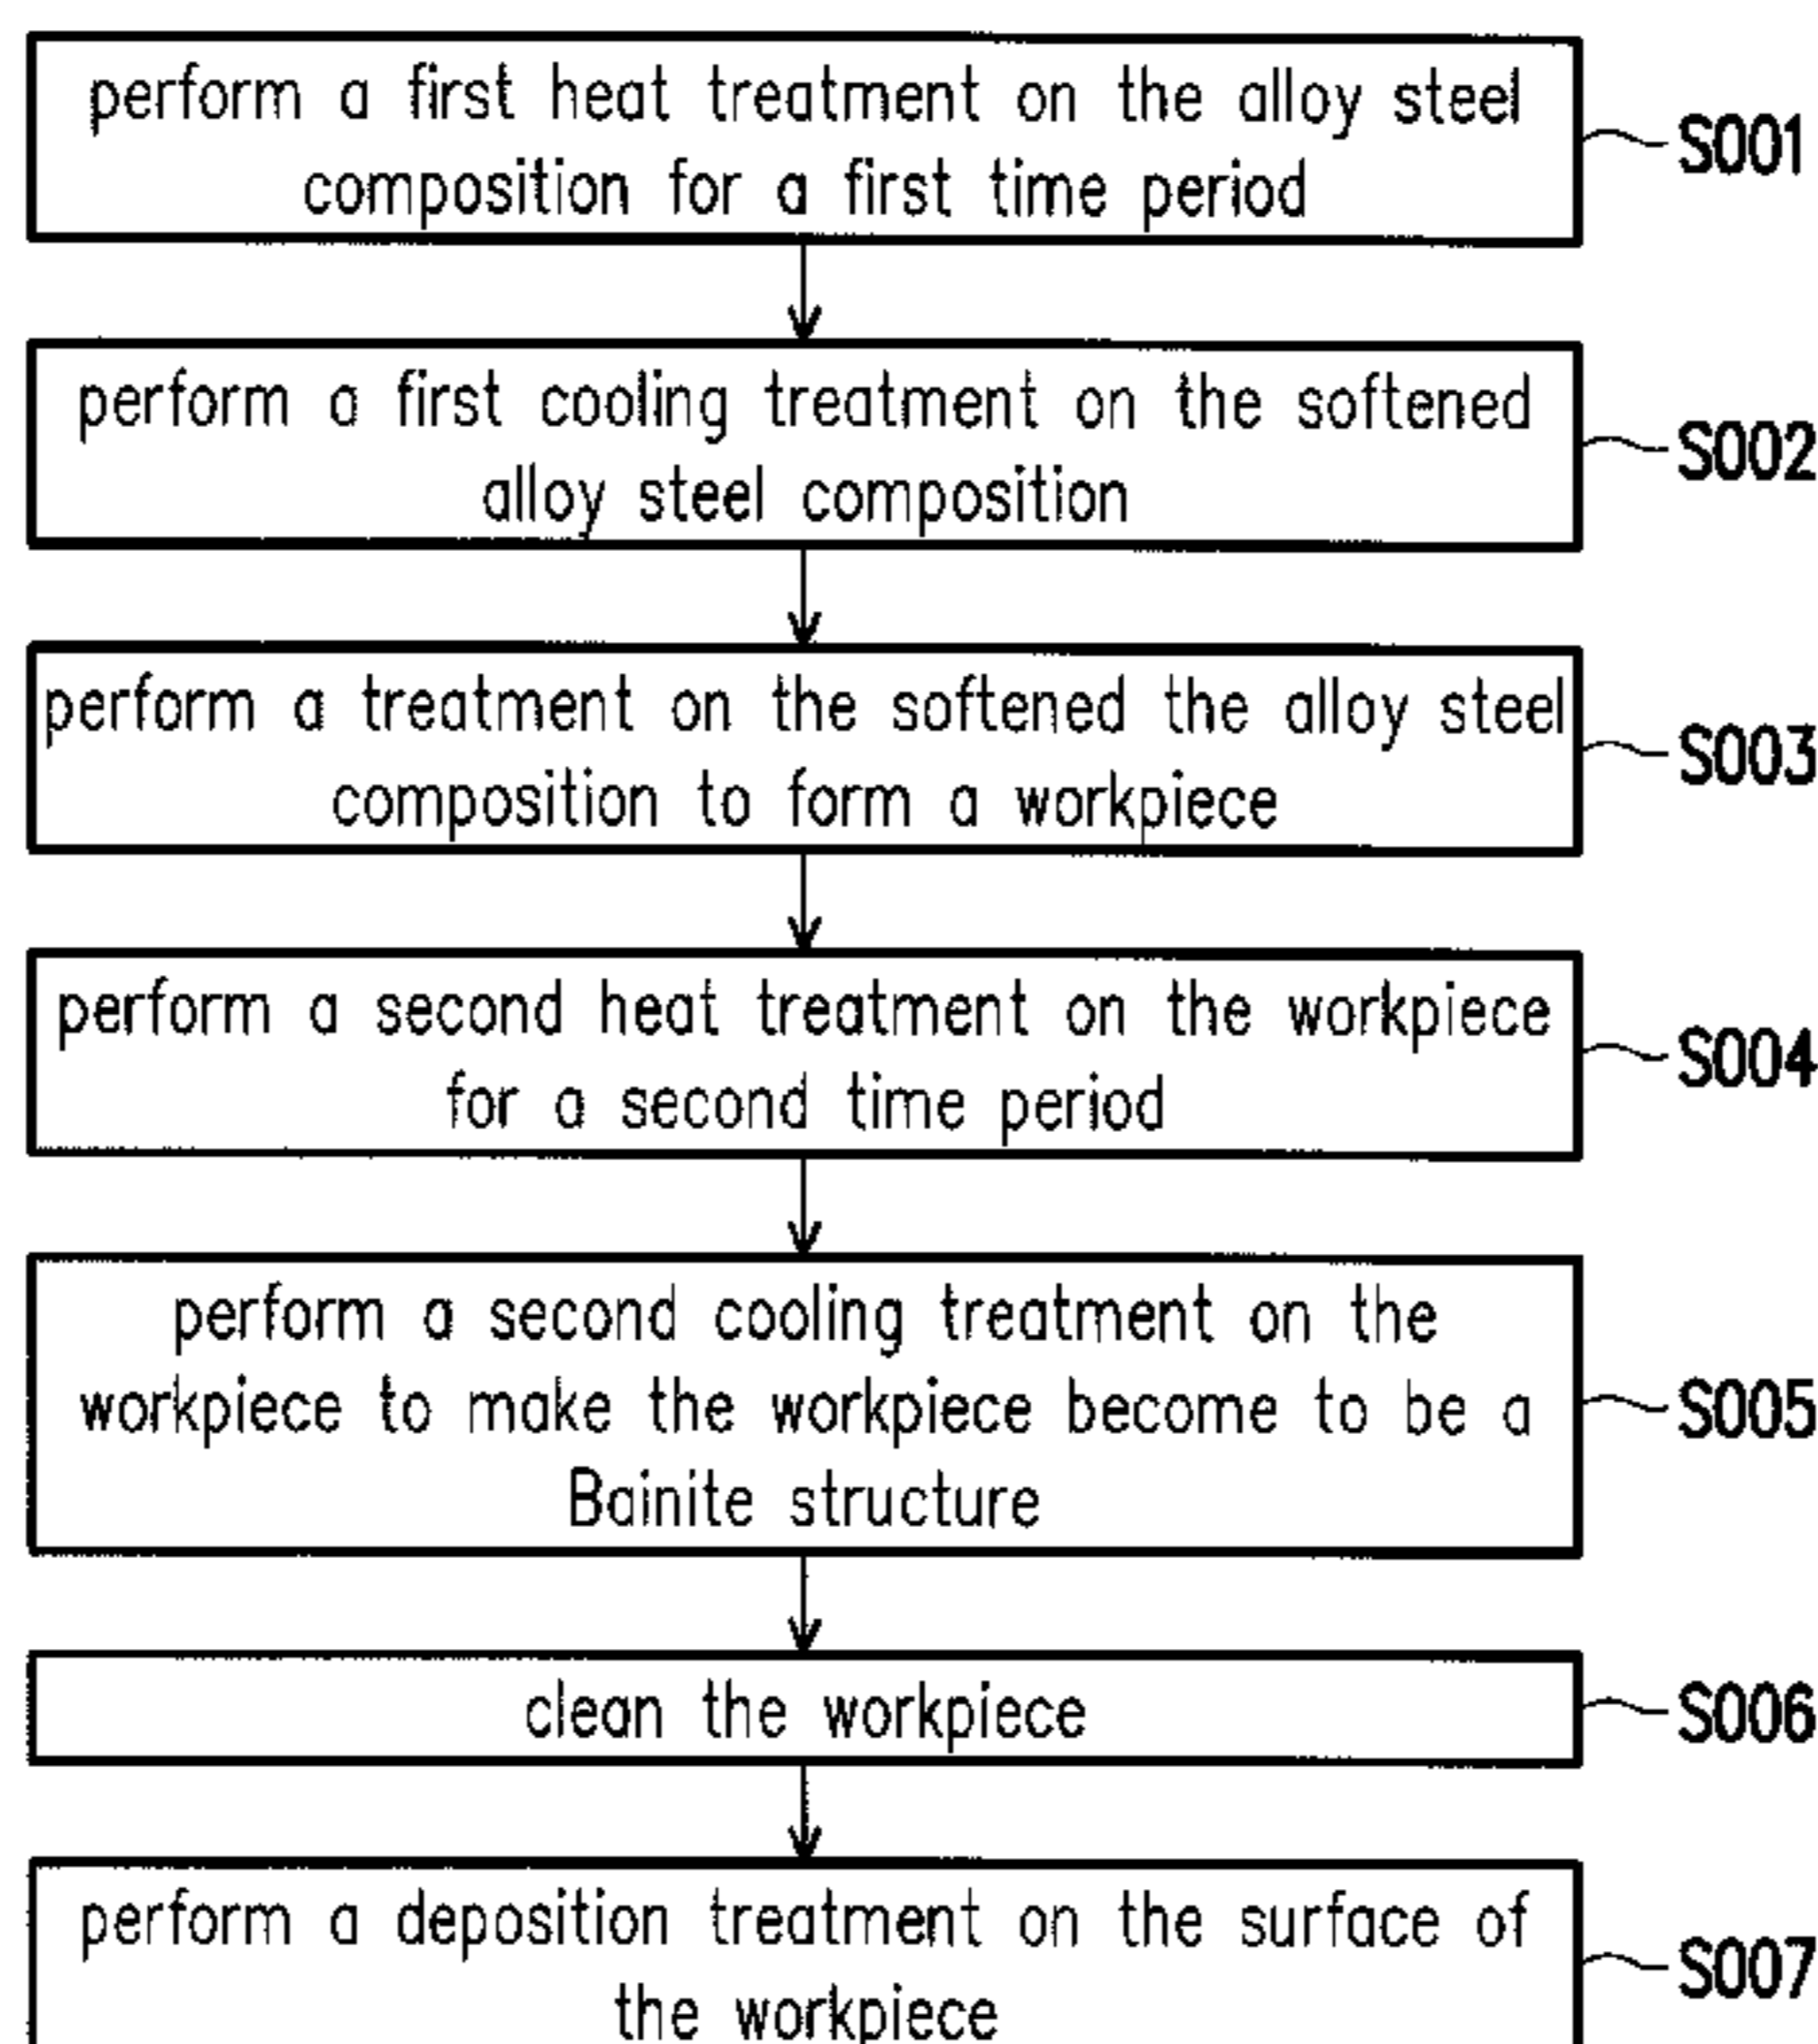 perform a first heat treatment on the alloy steel
composition for a first time period
S001
perform a first cooling treatment on the softened
alloy steel composition
S002
perform a treatment on the softened the alloy steel
composition to form a workpiece
S003
perform a second heat treatment on the workpiece
for a second time period
S004
perform a second cooling treatment on the
workpiece to make the workpiece become to be a
Bainite structure
S005
clean the workpiece
S006
perform a deposition treatment on the surface of
the workpiece
S007